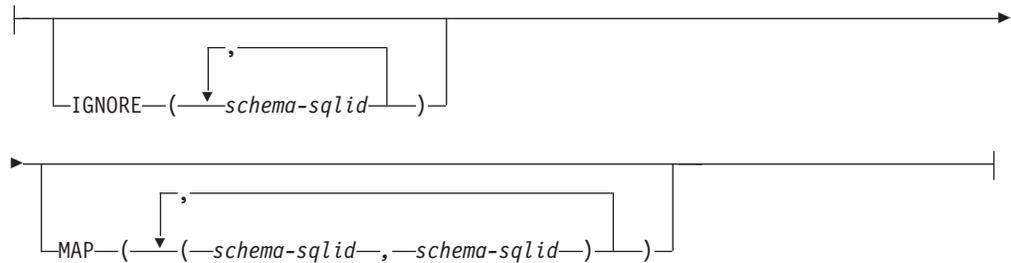 ,
IGNORE ( schema-sqlid )
,
MAP ( ( schema-sqlid , schema-sqlid ) )